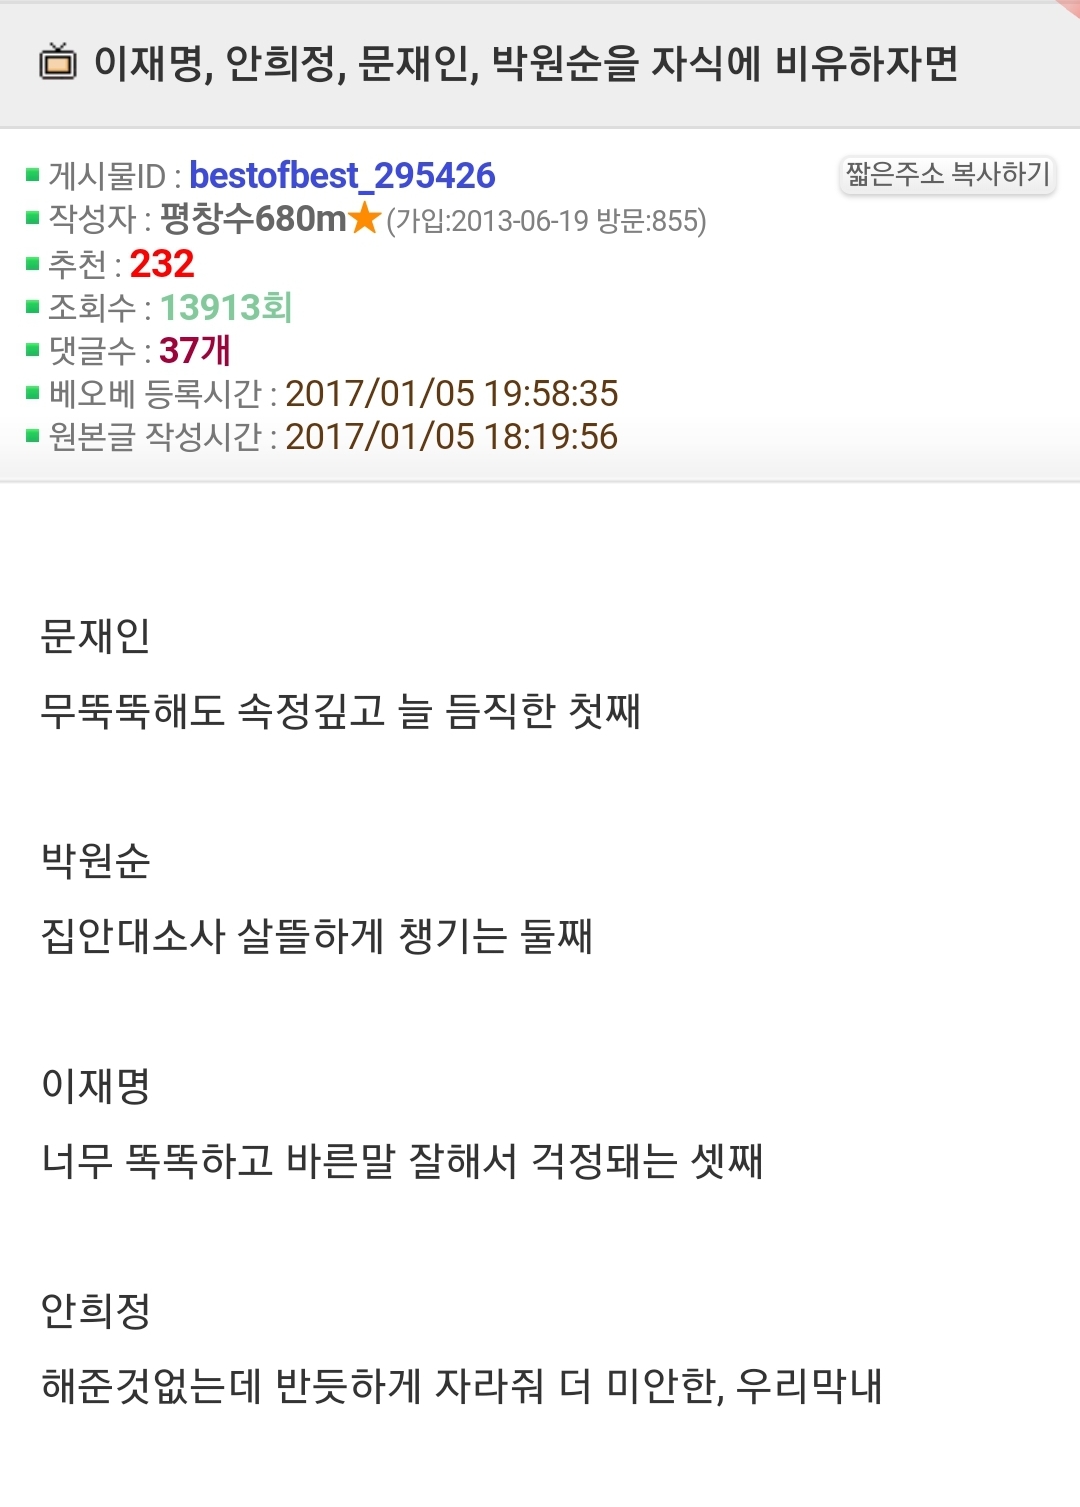 이재명, 안희정, 문재인, 박원순을 자식에 비유하자면
게시물ID : bestofbest_295426
짧은주소 복사하기
작성자 : 평창수680m★(가입:2013-06-19 방문:855)
추천 : 232
조회수 : 13913회
댓글수 : 37개
베오베 등록시간 : 2017/01/05 19:58:35
원본글 작성시간 : 2017/01/05 18:19:56
문재인
무뚝뚝해도 속정깊고 늘 듬직한 첫째
박원순
집안대소사 살뜰하게 챙기는 둘째
이재명
너무 똑똑하고 바른말 잘해서 걱정돼는 셋째
안희정
해준것없는데 반듯하게 자라줘 더 미안한, 우리막내